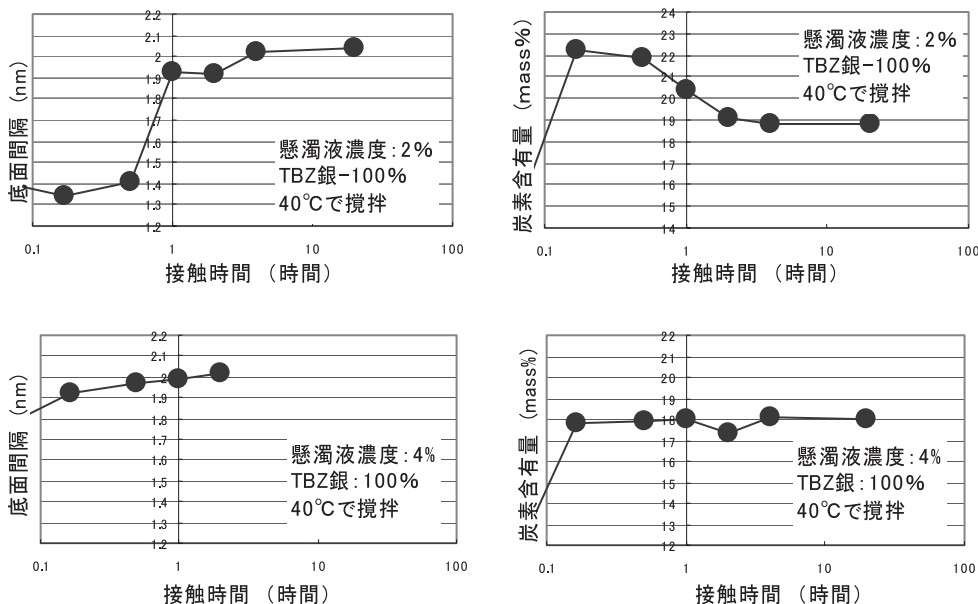 底面間隔 (nm)
2.2
2.1
2
1.9
1.8
1.7
1.6
1.5
1.4
1.3
1.2
懸濁液濃度:2%
TBZ銀-100%
40℃で撹拌
0.1 1 10 100
接触時間 (時間)
炭素含有量 (mass%)
24
23
22
21
20
19
18
17
16
15
14
懸濁液濃度:2%
TBZ銀-100%
40℃で撹拌
0.1 1 10 100
接触時間 (時間)
底面間隔 (nm)
2.2
2.1
2
1.9
1.8
1.7
1.6
1.5
1.4
1.3
1.2
懸濁液濃度:4%
TBZ銀:100%
40℃で撹拌
0.1 1 10 100
接触時間 (時間)
炭素含有量 (mass%)
22
21
20
19
18
17
16
15
14
13
12
懸濁液濃度:4%
TBZ銀:100%
40℃で撹拌
0.1 1 10 100
接触時間 (時間)